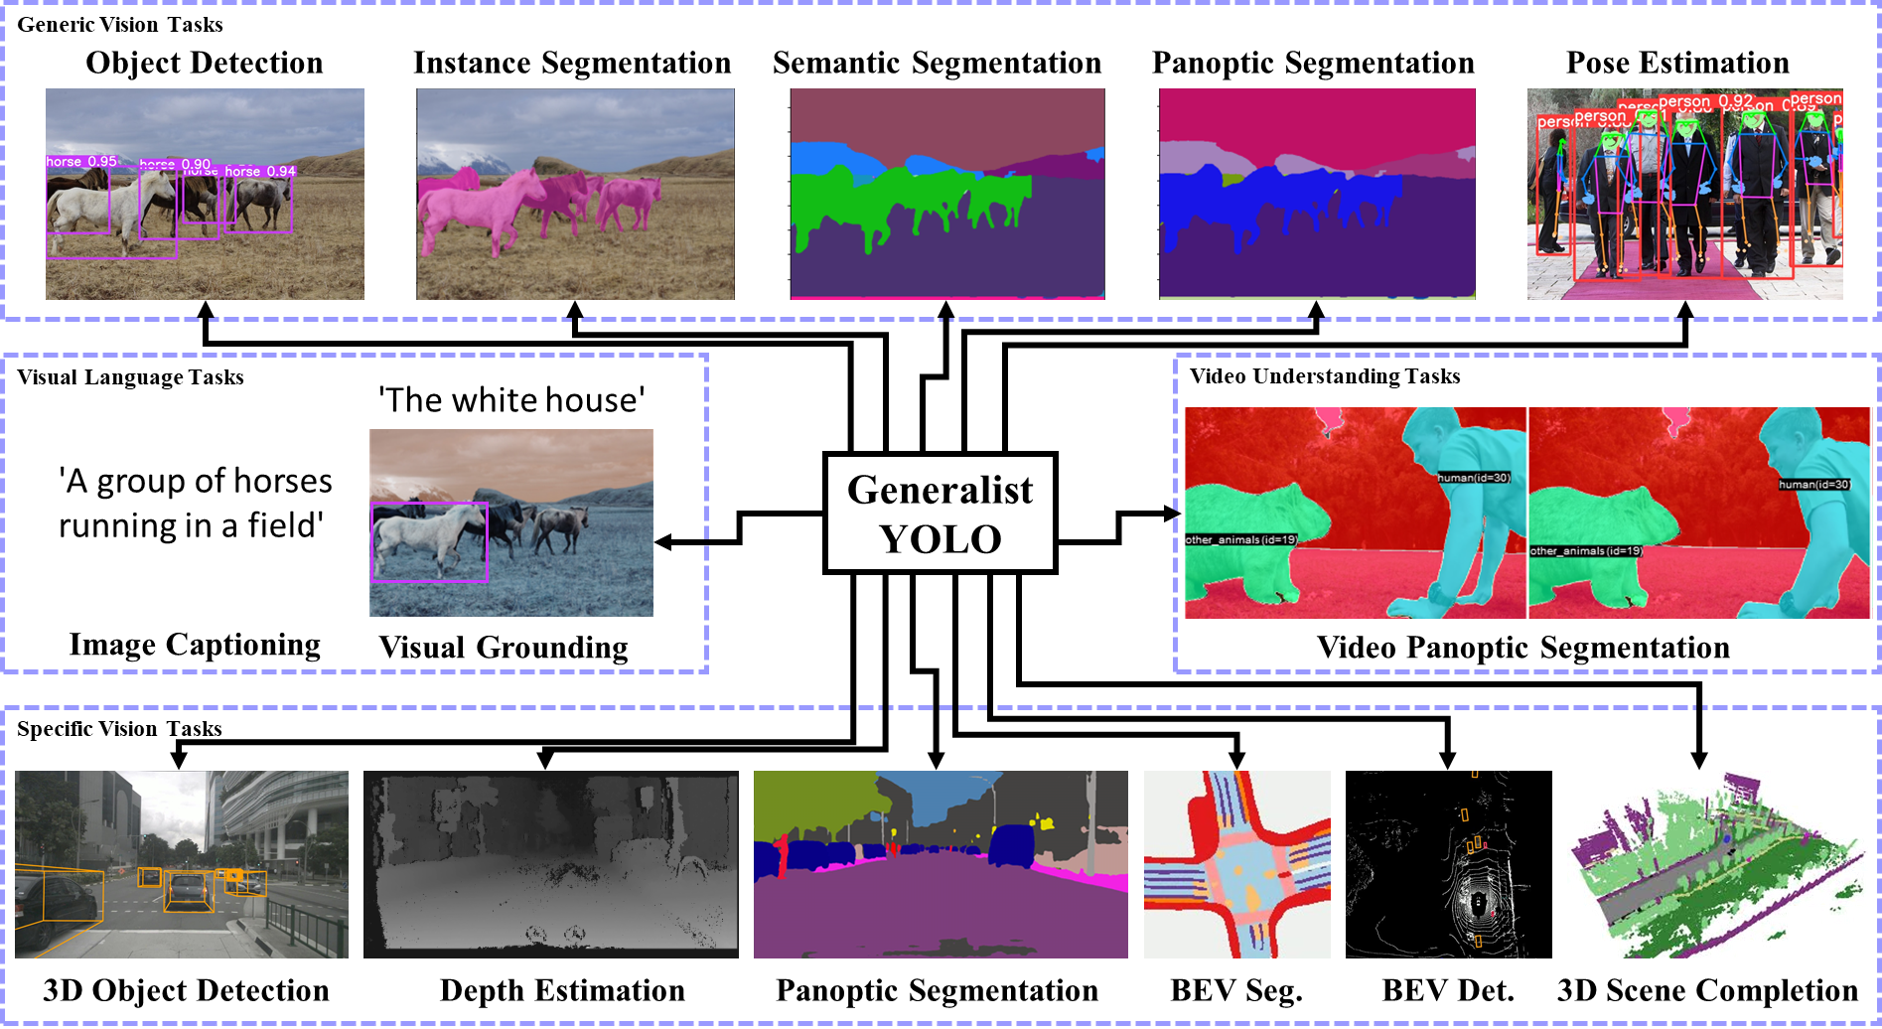 Generic Vision Tasks
Object Detection
Instance Segmentation
Semantic Segmentation
Panoptic Segmentation
Pose Estimation
horse 0.95
horse 0.90
horse
0.94
person
person
person 0.92
person
person
Visual Language Tasks
'The white house'
'A group of horses
running in a field'
Image Captioning
Visual Grounding
Generalist
YOLO
Video Understanding Tasks
human(id=30)
other_animals(id=19)
human(id=30)
other_animals(id=19)
Video Panoptic Segmentation
Specific Vision Tasks
3D Object Detection
Depth Estimation
Panoptic Segmentation
BEV Seg.
BEV Det.
3D Scene Completion